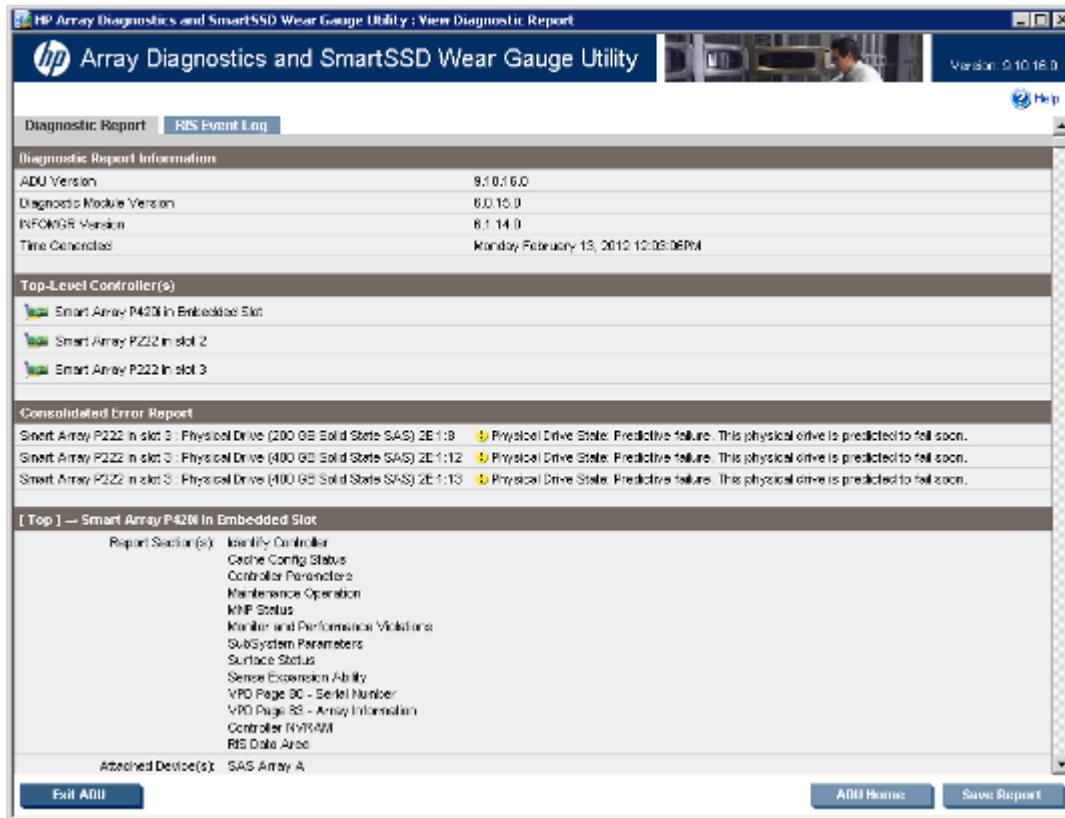 HP Array Diagnostics and SmartSSD Wear Gauge Utility : View Diagnostic Report
hp Array Diagnostics and SmartSSD Wear Gauge Utility Version: 9.10.16.0
Help
Diagnostic Report RIS Event Log
Diagnostic Report Information
ADU Version 9.10.16.0
Diagnostic Module Version 6.0.15.0
INFOMGR Version 6.1.14.0
Time Generated Monday February 13, 2012 12:03:06PM
Top-Level Controller(s)
Smart Array P420i in Embedded Slot
Smart Array P222 in slot 2
Smart Array P222 in slot 3
Consolidated Error Report
Smart Array P222 in slot 3 : Physical Drive (200 GB Solid State SAS) 2E:1:8 Physical Drive State: Predictive failure. This physical drive is predicted to fail soon.
Smart Array P222 in slot 3 : Physical Drive (400 GB Solid State SAS) 2E:1:12 Physical Drive State: Predictive failure. This physical drive is predicted to fail soon.
Smart Array P222 in slot 3 : Physical Drive (400 GB Solid State SAS) 2E:1:13 Physical Drive State: Predictive failure. This physical drive is predicted to fail soon.
[ Top ] -- Smart Array P420i in Embedded Slot
Report Section(s): Identify Controller
Cache Config Status
Controller Parameters
Maintenance Operation
MNP Status
Monitor and Performance Violations
SubSystem Parameters
Surface Status
Sense Expansion Ability
VPD Page 80 - Serial Number
VPD Page 83 - Array Information
Controller NVRAM
RIS Data Area
Attached Device(s): SAS Array A
Exit ADU ADU Home Save Report